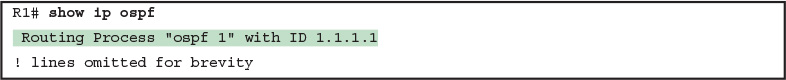 R1# show ip ospf
Routing Process "ospf 1" with ID 1.1.1.1
! lines omitted for brevity